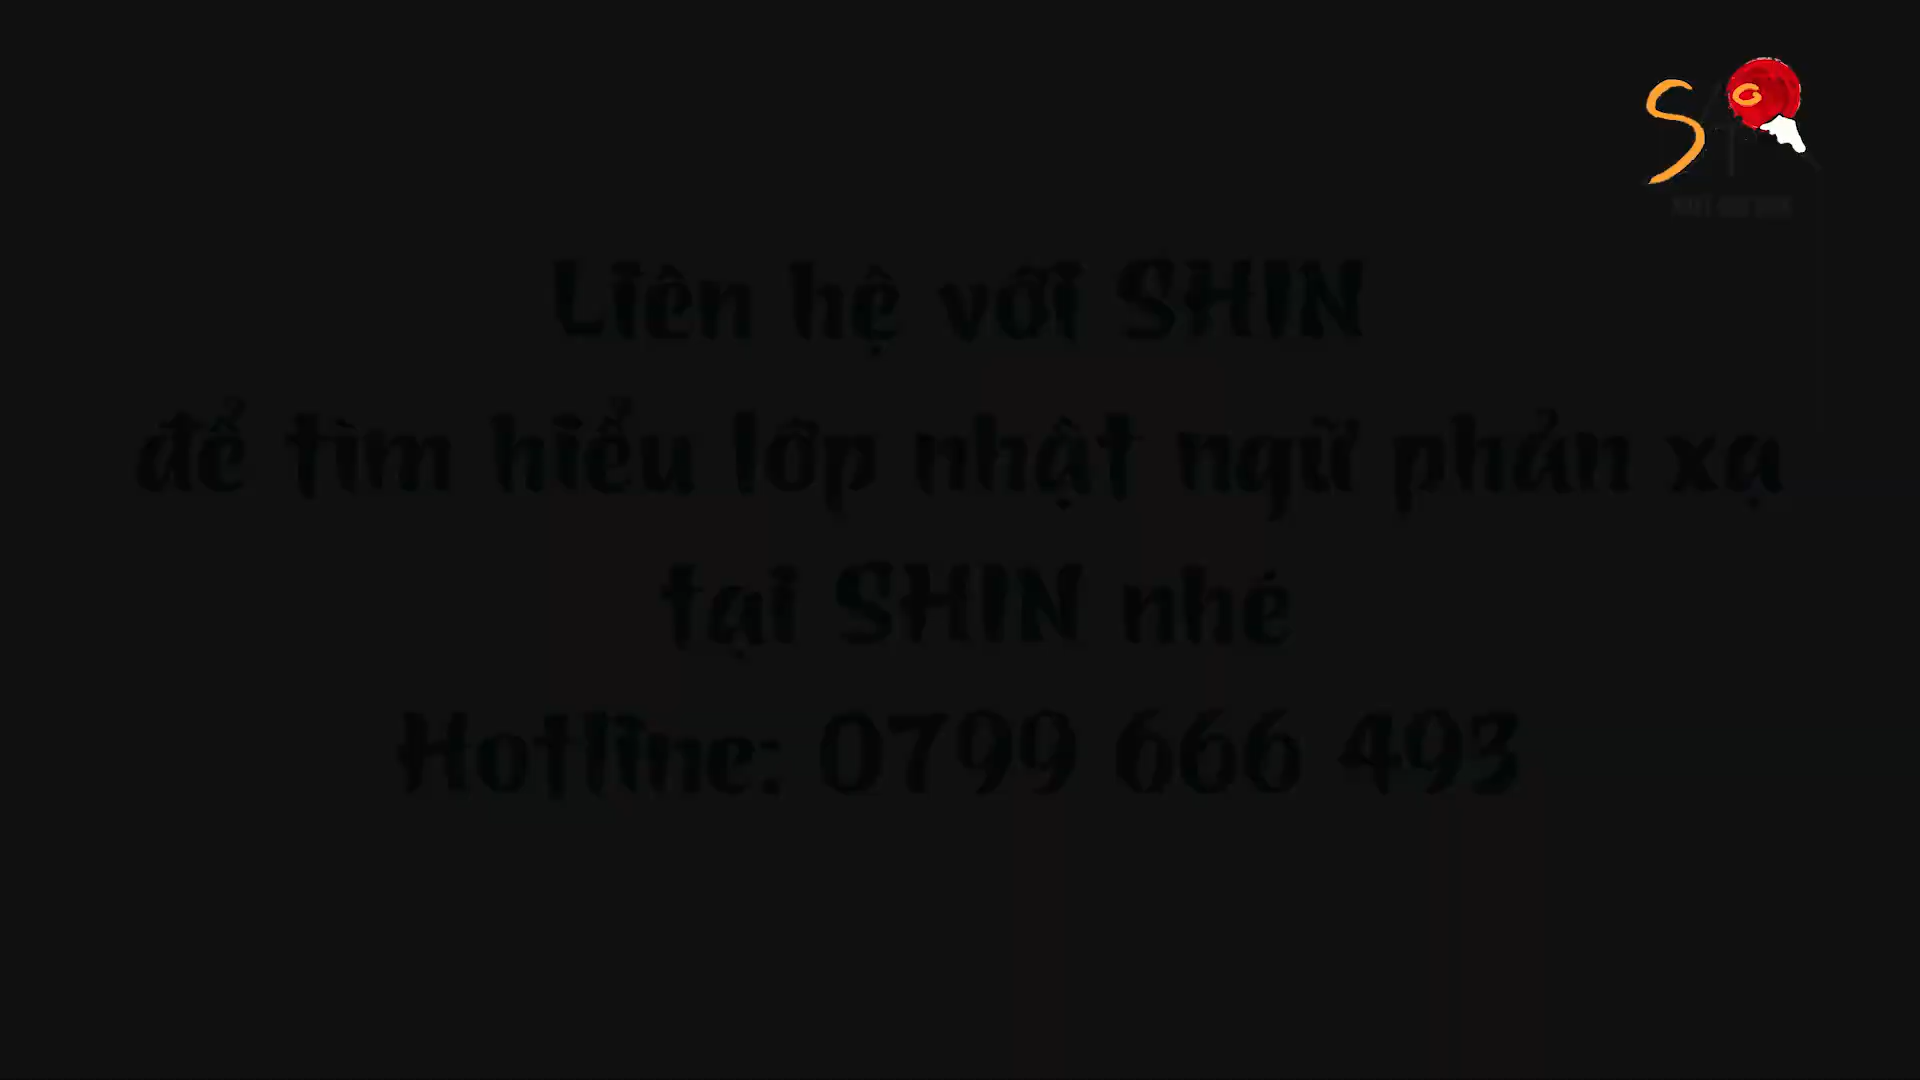 Liên hệ với SHIN
để tìm hiểu lớp nhật ngữ phản xạ
tại SHIN nhé
Hotline: 0799 666 493